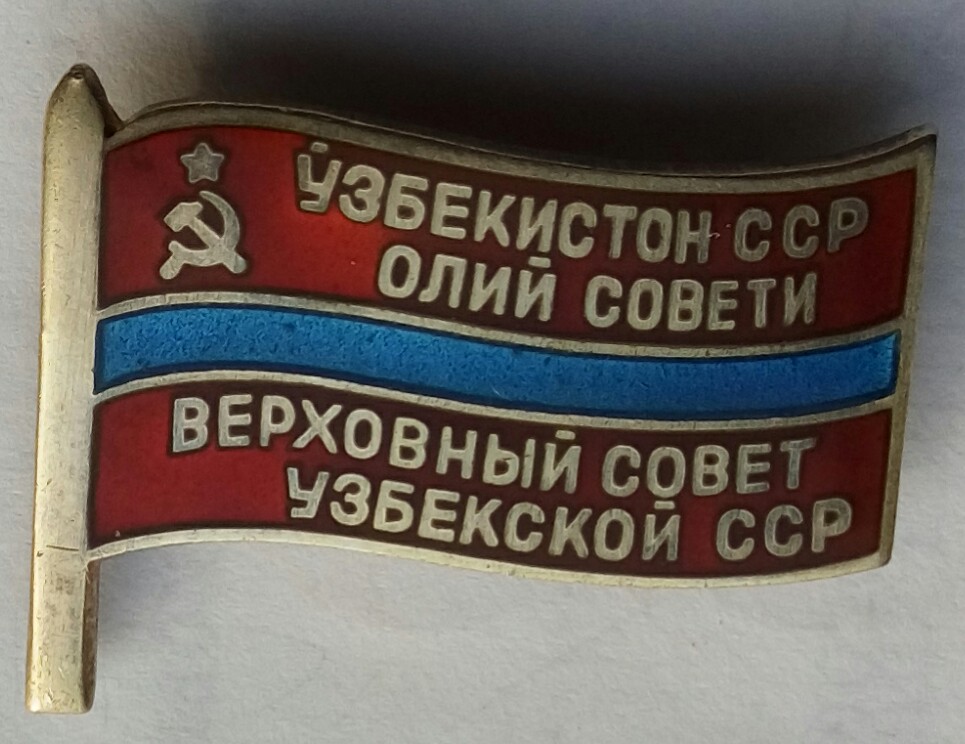 ЎЗБЕКИСТОН ССР
ОЛИЙ СОВЕТИ
ВЕРХОВНЫЙ СОВЕТ
УЗБЕКСКОЙ ССР